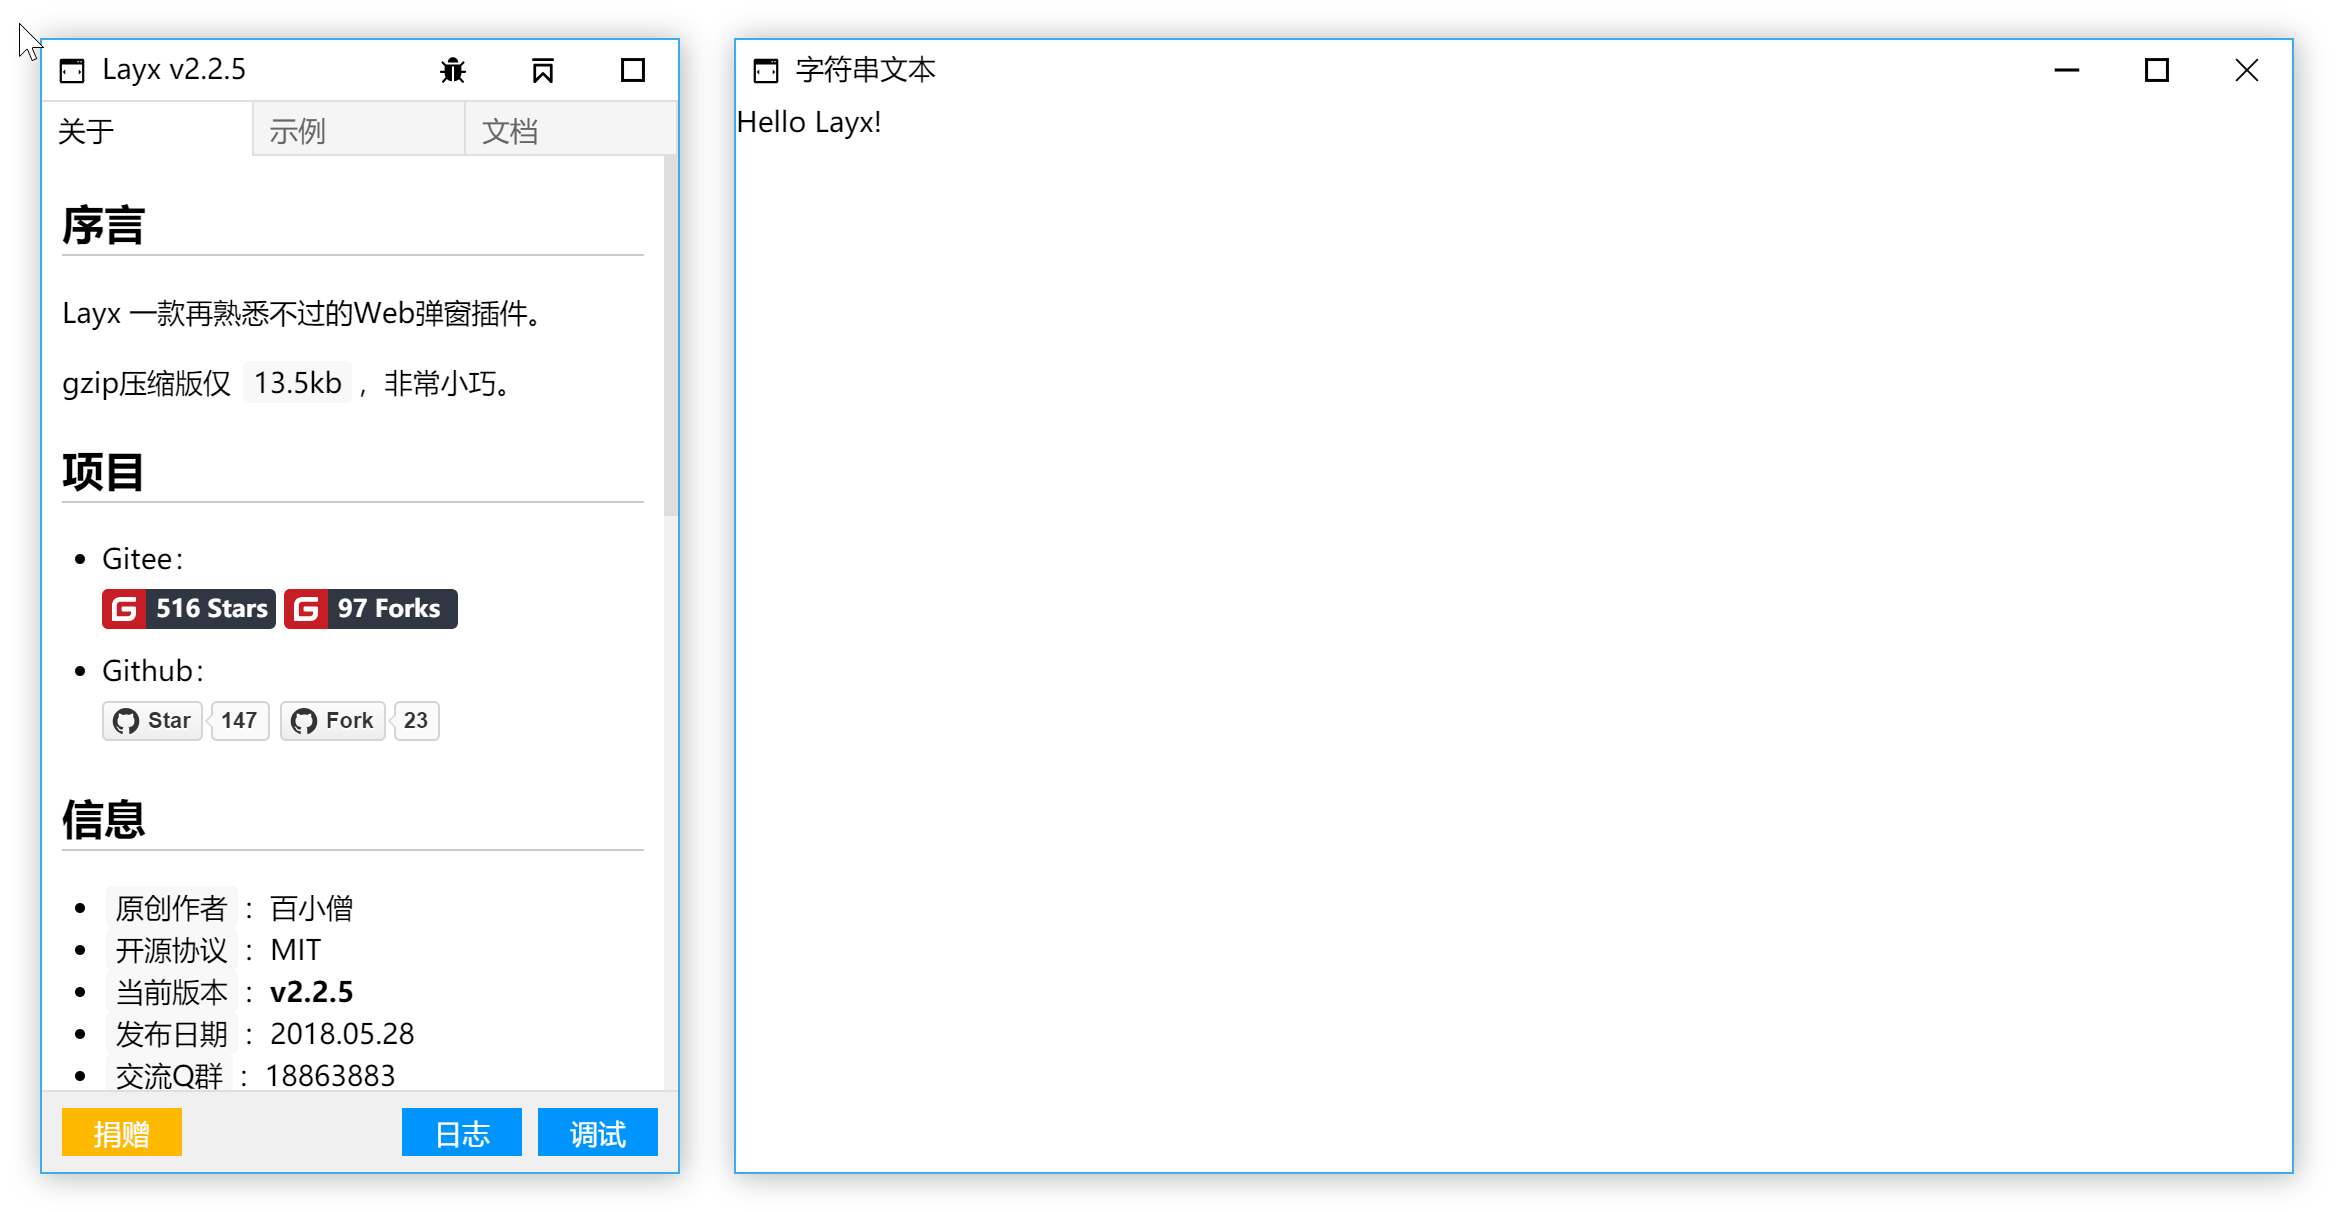 Layx v2.2.5
关于 示例 文档
序言
Layx 一款再熟悉不过的Web弹窗插件。
gzip压缩版仅 13.5kb ，非常小巧。
项目
Gitee：
516 Stars 97 Forks
Github：
Star 147 Fork 23
信息
原创作者 ：百小僧
开源协议 ：MIT
当前版本 ：v2.2.5
发布日期 ：2018.05.28
交流Q群 ：18863883
捐赠 日志 调试
字符串文本
Hello Layx!